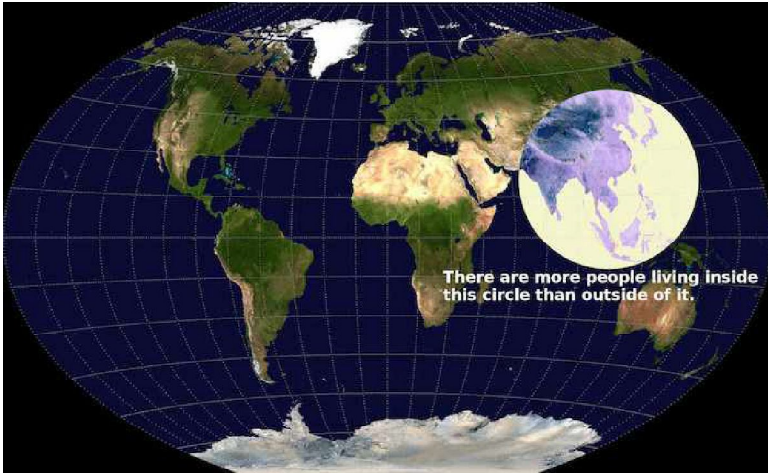 There are more people living inside
this circle than outside of it.